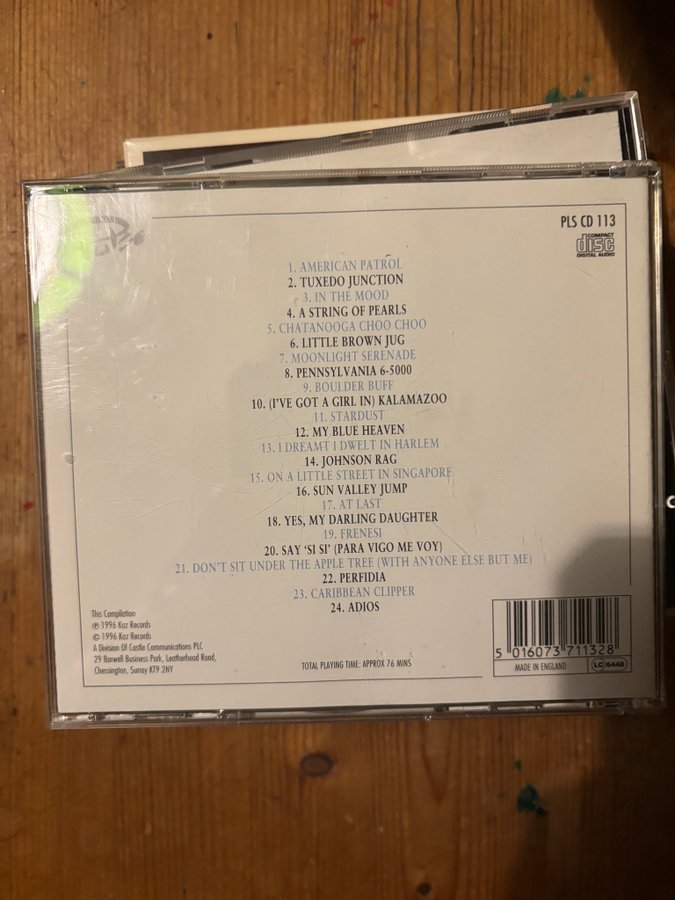 PLS CD 113
COMPACT
disc
DIGITAL AUDIO
1. AMERICAN PATROL
2. TUXEDO JUNCTION
3. IN THE MOOD
4. A STRING OF PEARLS
5. CHATANOOGA CHOO CHOO
6. LITTLE BROWN JUG
7. MOONLIGHT SERENADE
8. PENNSYLVANIA 6-5000
9. BOULDER BUFF
10. (I'VE GOT A GIRL IN) KALAMAZOO
11. STARDUST
12. MY BLUE HEAVEN
13. I DREAMT I DWELT IN HARLEM
14. JOHNSON RAG
15. ON A LITTLE STREET IN SINGAPORE
16. SUN VALLEY JUMP
17. AT LAST
18. YES, MY DARLING DAUGHTER
19. FRENESI
20. SAY 'SI SI' (PARA VIGO ME VOY)
21. DON'T SIT UNDER THE APPLE TREE (WITH ANYONE ELSE BUT ME)
22. PERFIDIA
23. CARIBBEAN CLIPPER
24. ADIOS
This Compilation
℗ 1996 Kaz Records
© 1996 Kaz Records
A Division Of Castle Communications PLC
29 Barwell Business Park, Leatherhead Road,
Chessington, Surrey KT9 2NY
TOTAL PLAYING TIME: APPROX 76 MINS
5 016073 711328
MADE IN ENGLAND
LC 6448